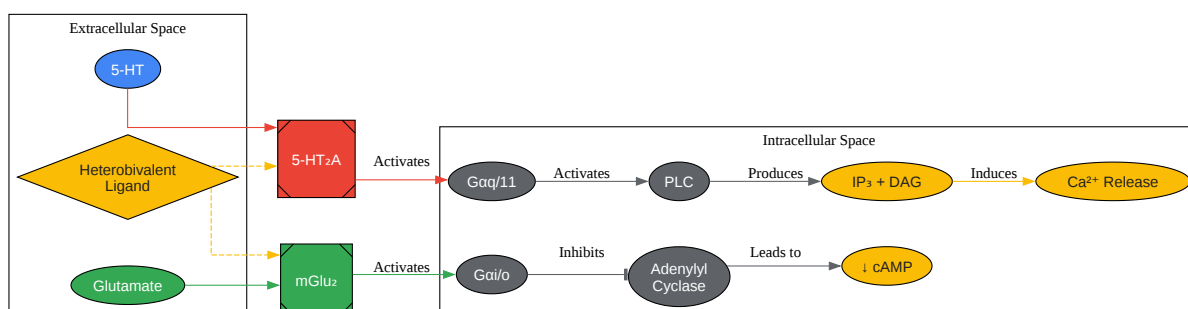 Extracellular Space
5-HT
Heterobivalent
Ligand
Glutamate
5-HT₂A
mGlu₂
Activates
Activates
Intracellular Space
Gαq/11
Activates
PLC
Produces
IP₃ + DAG
Induces
Ca²⁺ Release
Gαi/o
Inhibits
Adenylyl
Cyclase
Leads to
↓ cAMP